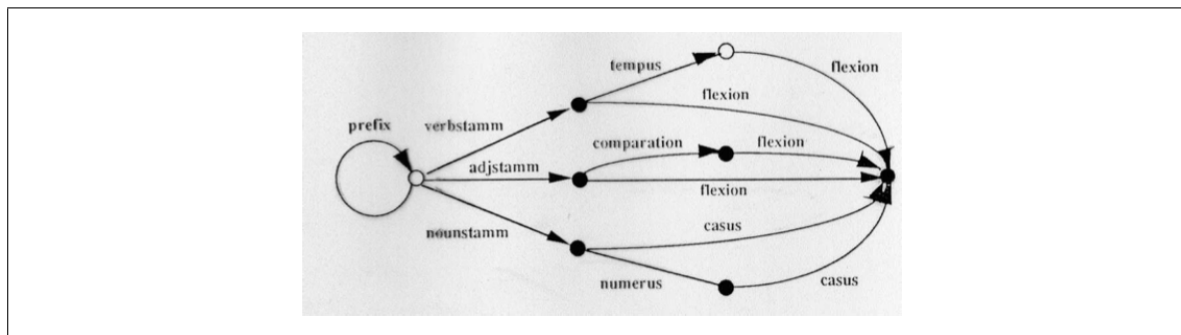 tempus
flexion
flexion
prefix
verbstamm
comparation
flexion
adjstamm
flexion
nounstamm
casus
numerus
casus